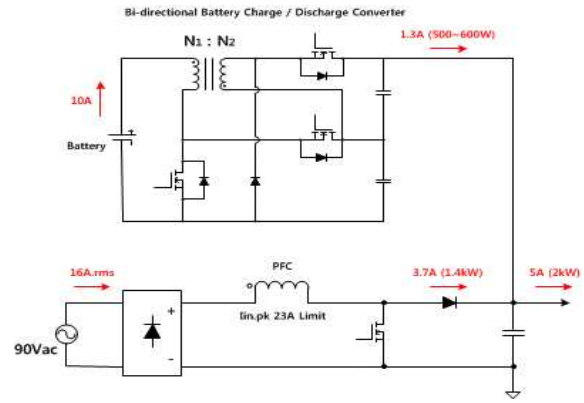 Bi-directional Battery Charge / Discharge Converter
N1 : N2
1.3A (500~600W)
10A
Battery
16A.rms
PFC
3.7A (1.4kW)
5A (2kW)
Iin.pk 23A Limit
+
-
90Vac